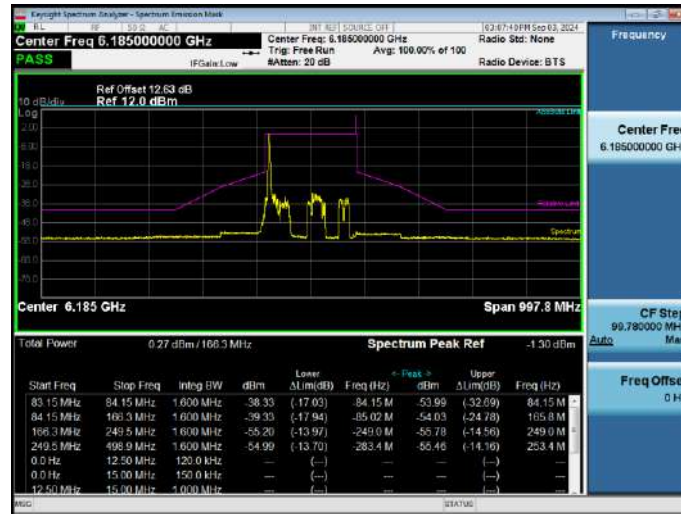 Keysight Spectrum Analyzer - Spectrum Emission Mask
RL RF 50 Ω AC INT REF SOURCE OFF 03:07:40 PM Sep 03, 2024
Center Freq 6.185000000 GHz
Center Freq: 6.185000000 GHz
Radio Std: None
Trig: Free Run Avg: 100.00% of 100
PASS
IFGain:Low
#Atten: 20 dB
Radio Device: BTS
Frequency
Ref Offset 12.63 dB
10 dB/div Ref 12.0 dBm
Log
Absolute Limit
2.00
Center Freq
6.185000000 GH
Relative Limit
Spectrum
Center 6.185 GHz
Span 997.8 MHz
CF Step
99.780000 MH
Auto Ma
Total Power 0.27 dBm / 166.3 MHz
Spectrum Peak Ref -1.30 dBm
Lower <- Peak -> Upper
Start Freq Stop Freq Integ BW dBm ΔLim(dB) Freq (Hz) dBm ΔLim(dB) Freq (Hz)
83.15 MHz 84.15 MHz 1.600 MHz -38.33 (-17.03) -84.15 M -53.99 (-32.69) 84.15 M
84.15 MHz 166.3 MHz 1.600 MHz -39.33 (-17.94) -85.02 M -54.03 (-24.78) 165.8 M
166.3 MHz 249.5 MHz 1.600 MHz -55.20 (-13.97) -249.0 M -55.78 (-14.56) 249.0 M
249.5 MHz 498.9 MHz 1.600 MHz -54.99 (-13.70) -283.4 M -55.46 (-14.16) 253.4 M
0.0 Hz 12.50 MHz 120.0 kHz --- (---) --- --- (---) ---
0.0 Hz 15.00 MHz 150.0 kHz --- (---) --- --- (---) ---
12.50 MHz 15.00 MHz 1.000 MHz --- (---) --- --- (---) ---
Freq Offse
0 H
MSG
STATUS